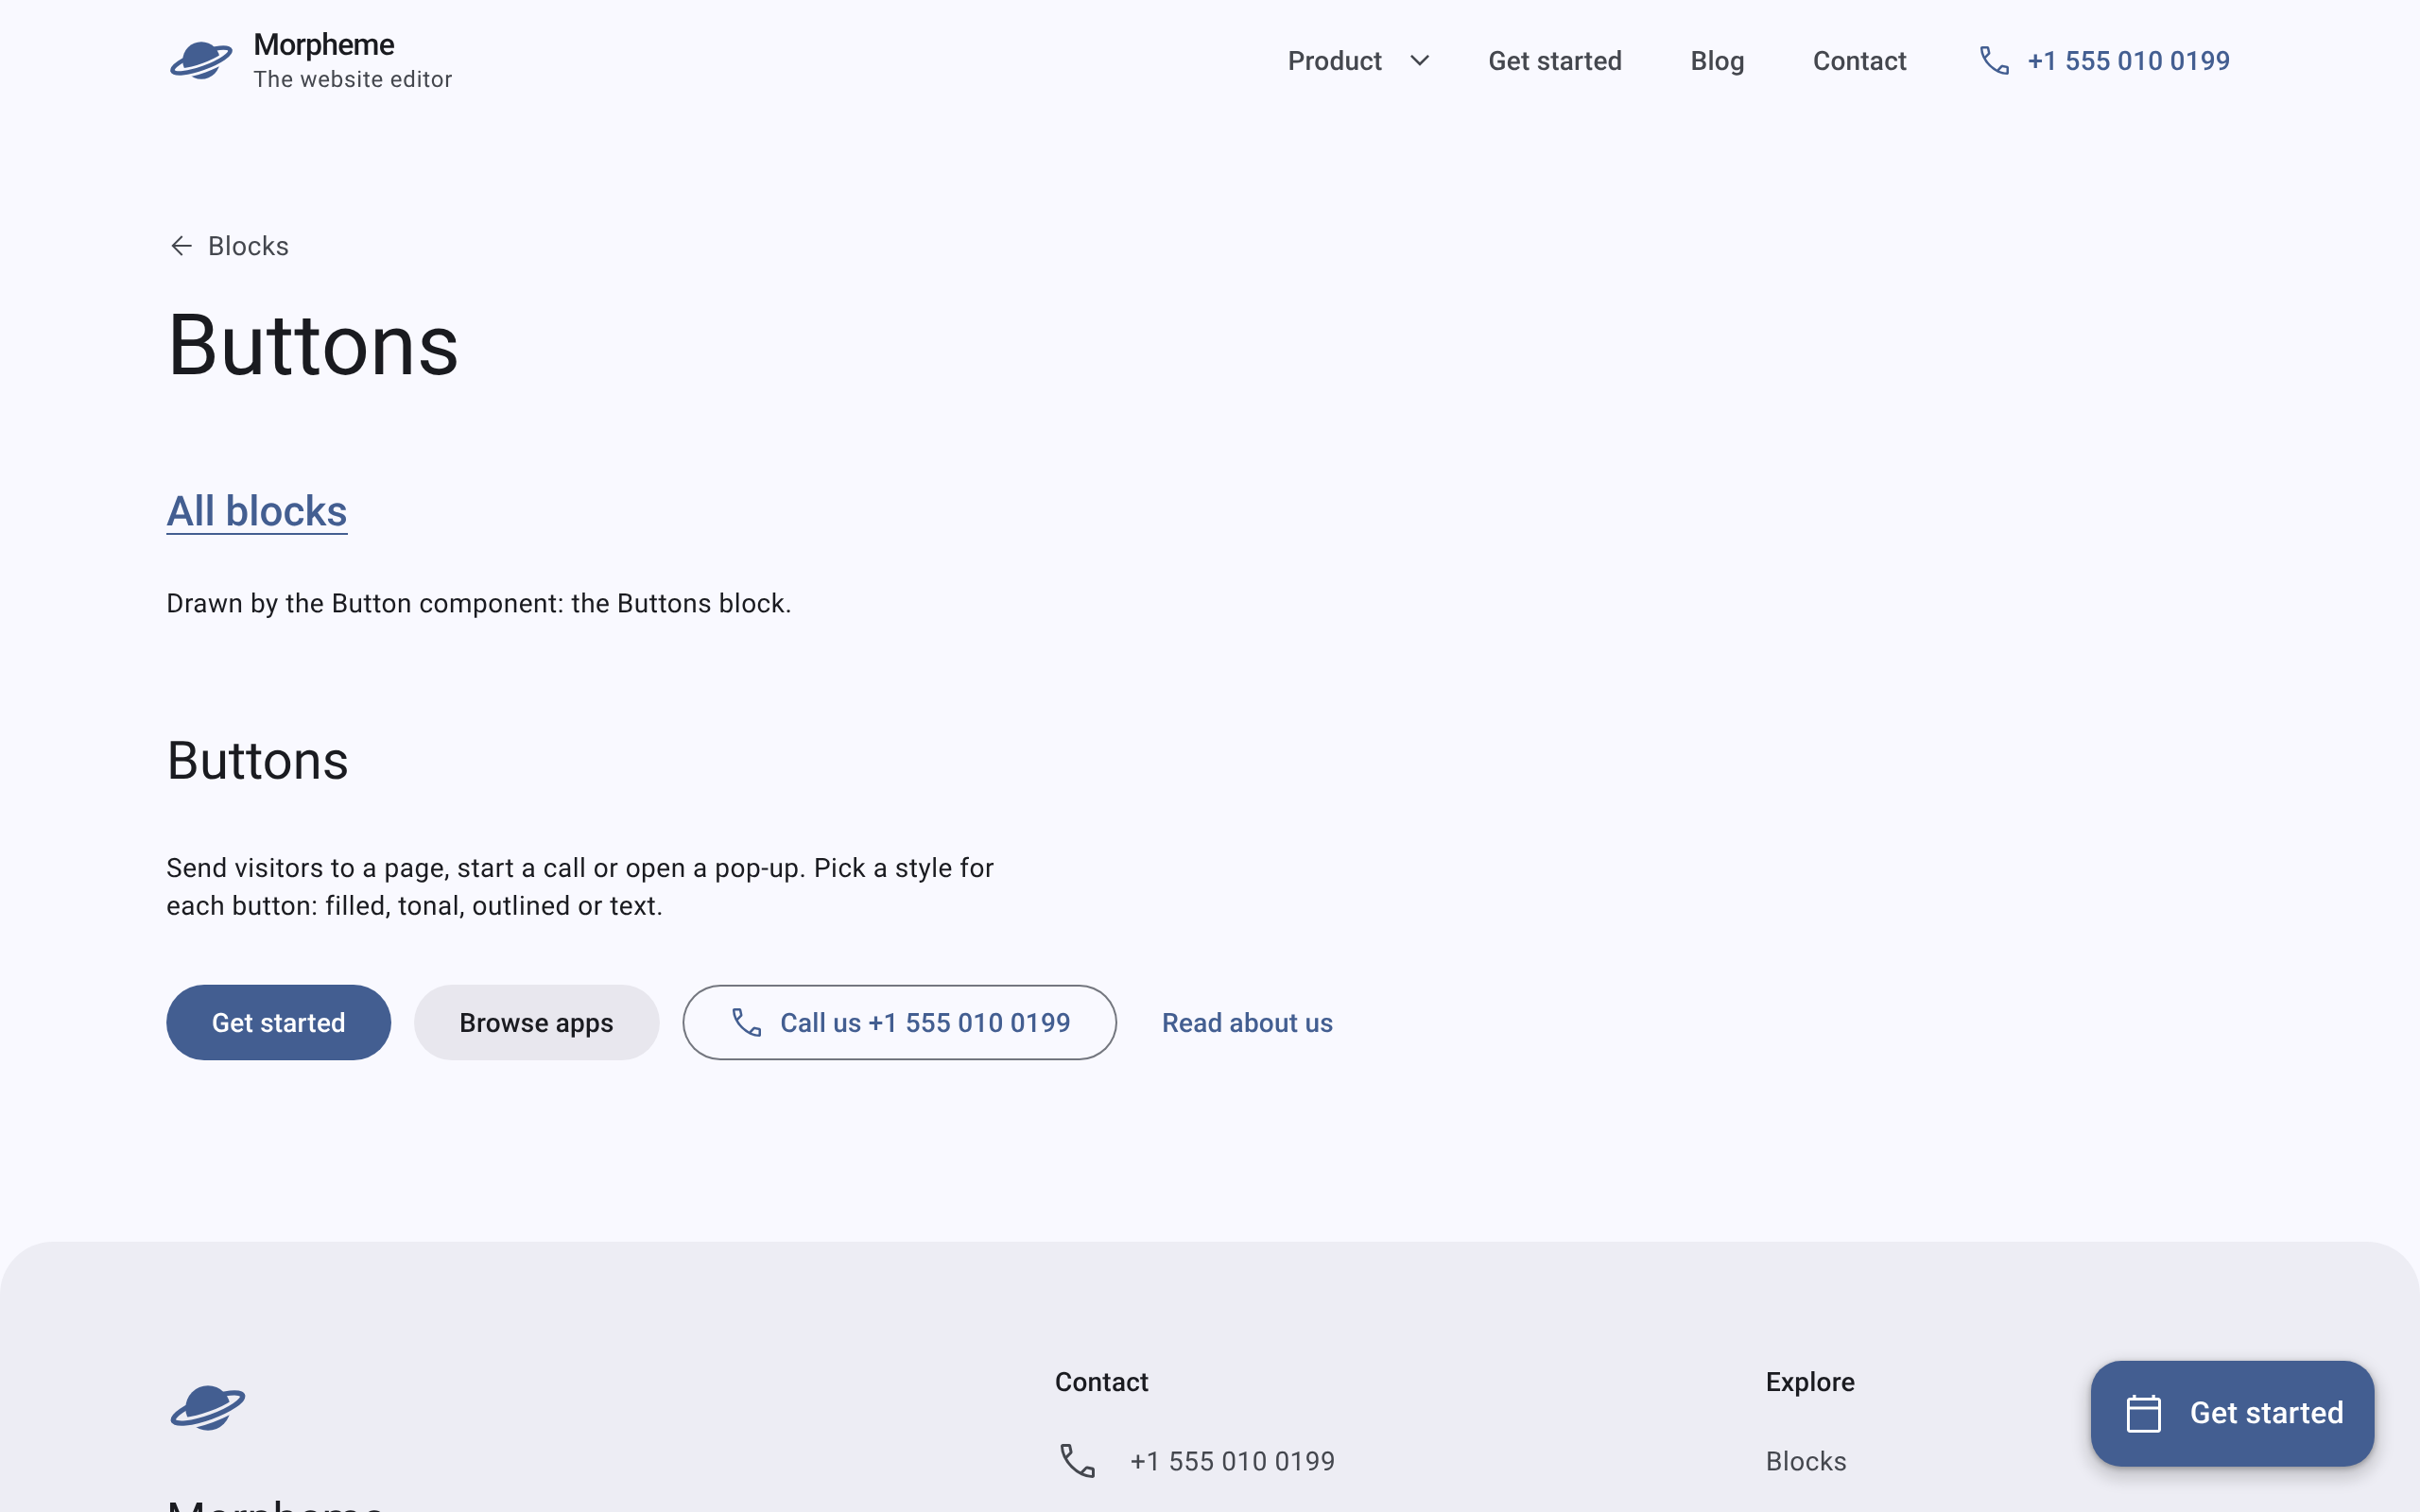 Morpheme
The website editor
Product
Get started
Blog
Contact
+1 555 010 0199
Blocks
Buttons
All blocks
Drawn by the Button component: the Buttons block.
Buttons
Send visitors to a page, start a call or open a pop-up. Pick a style for
each button: filled, tonal, outlined or text.
Get started
Browse apps
Call us +1 555 010 0199
Read about us
Contact
Explore
Get started
+1 555 010 0199
Blocks
Morpheme